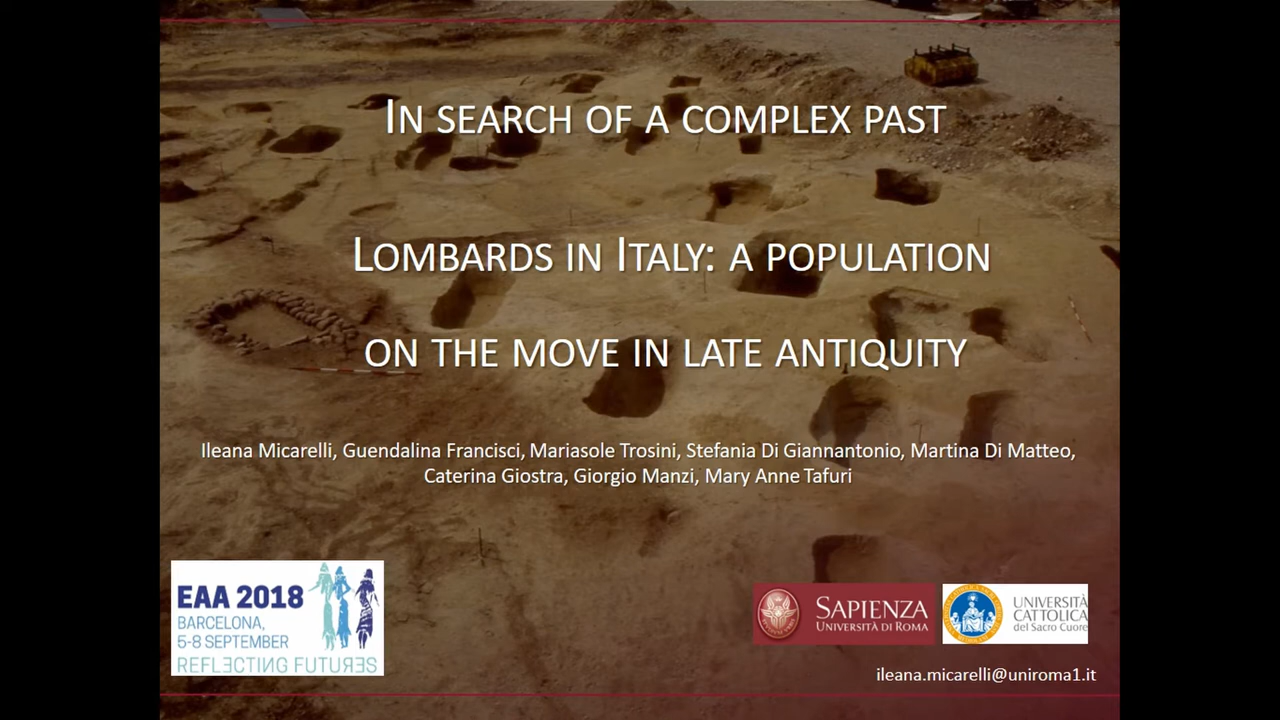 IN SEARCH OF A COMPLEX PAST
LOMBARDS IN ITALY: A POPULATION
ON THE MOVE IN LATE ANTIQUITY
Ileana Micarelli, Guendalina Francisci, Mariasole Trosini, Stefania Di Giannantonio, Martina Di Matteo,
Caterina Giostra, Giorgio Manzi, Mary Anne Tafuri
EAA 2018
BARCELONA,
5-8 SEPTEMBER
REFLECTING FUTURES
SAPIENZA
UNIVERSITÀ DI ROMA
UNIVERSITÀ
CATTOLICA
del Sacro Cuore
ileana.micarelli@uniroma1.it